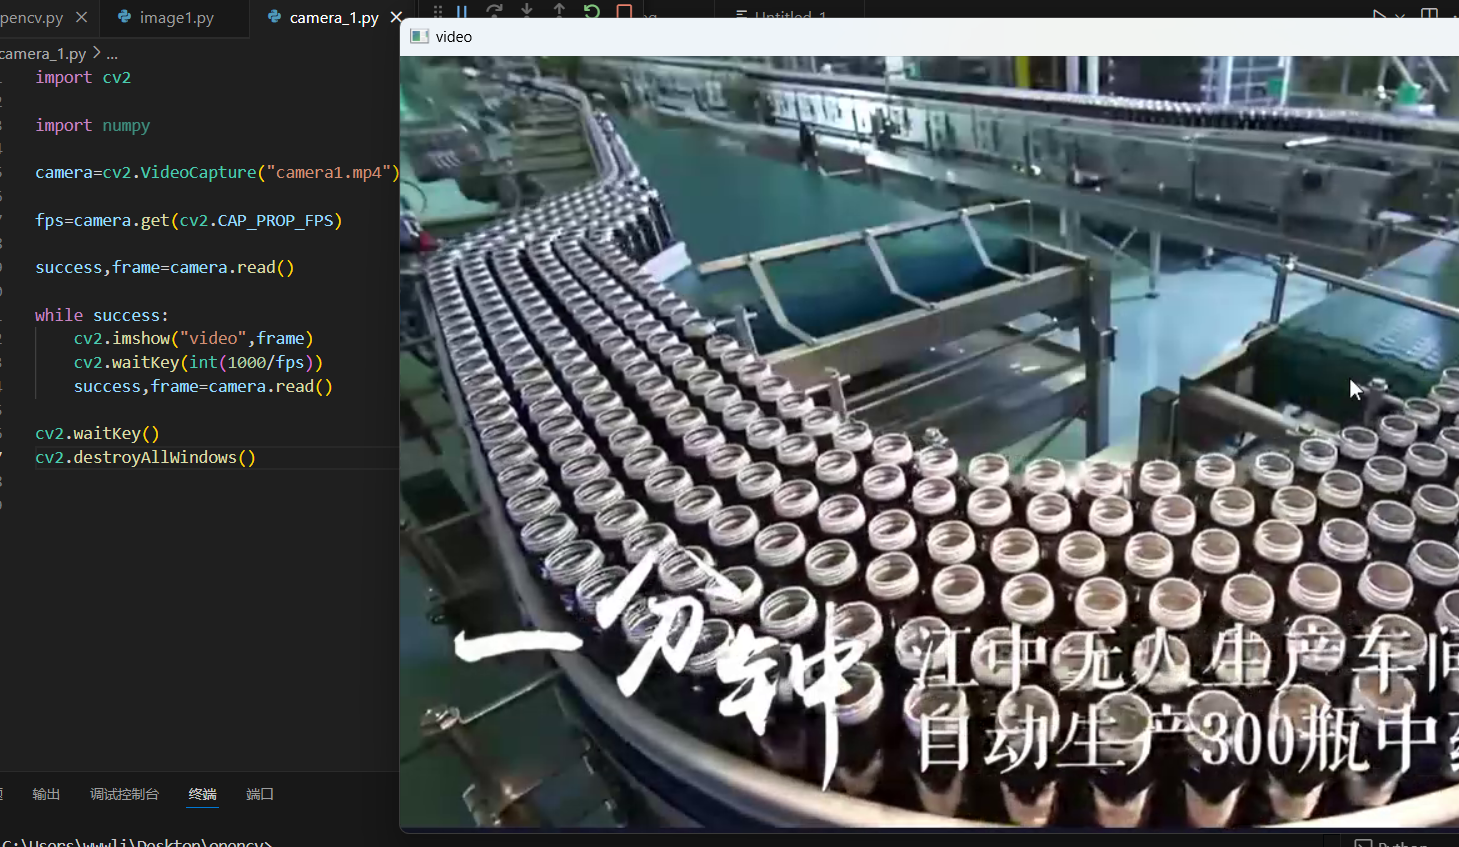 pencv.py
image1.py
camera_1.py
Untitled-1
camera_1.py > ...
video
import cv2
import numpy
camera=cv2.VideoCapture("camera1.mp4")
fps=camera.get(cv2.CAP_PROP_FPS)
success,frame=camera.read()
while success:
cv2.imshow("video",frame)
cv2.waitKey(int(1000/fps))
success,frame=camera.read()
cv2.waitKey()
cv2.destroyAllWindows()
一分钟
江中无人生产车间
自动生产300瓶中
输出
调试控制台
终端
端口
C:\Users\wwwli\Desktop\opencv>
Python